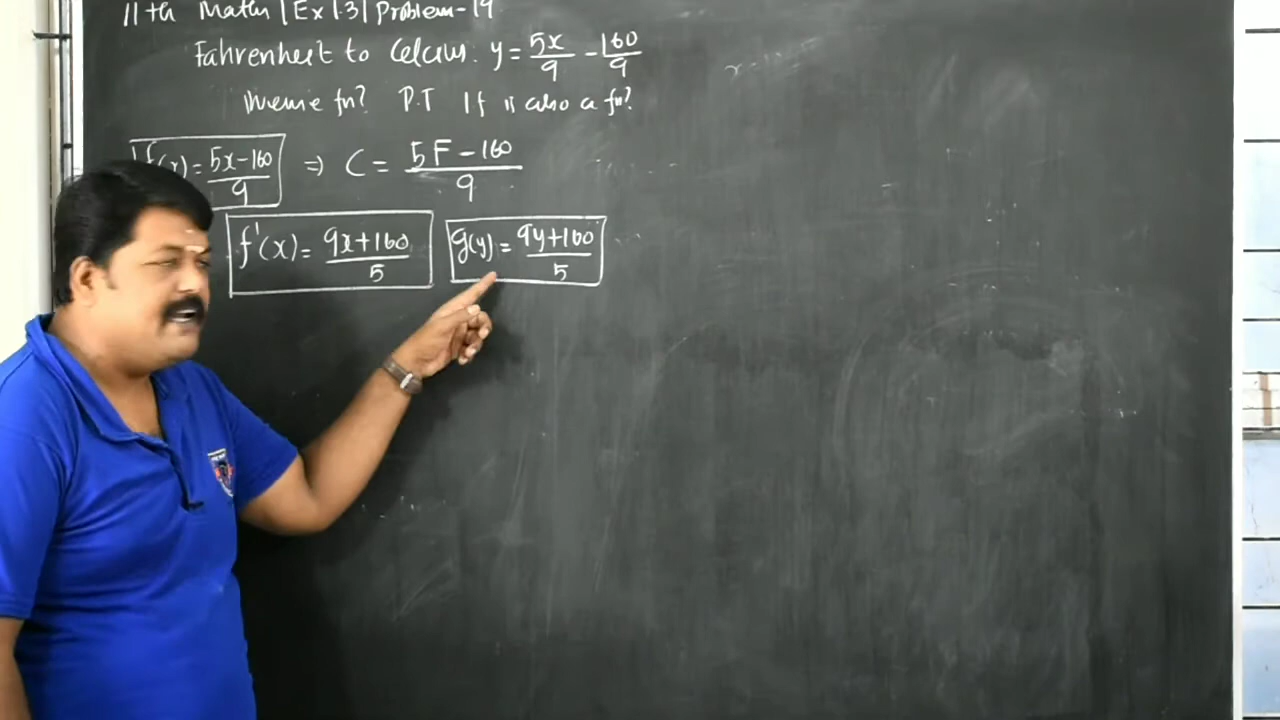 11th Maths | Ex 1.3 | Problem-19
Fahrenheit to Celcius: y = 5x/9 - 160/9
Inverse fn? P.T It is also a fn?
f(x) = 5x-160/9 ⇒ C = 5F-160/9
f'(x) = 9x+160/5 g(y) = 9y+160/5